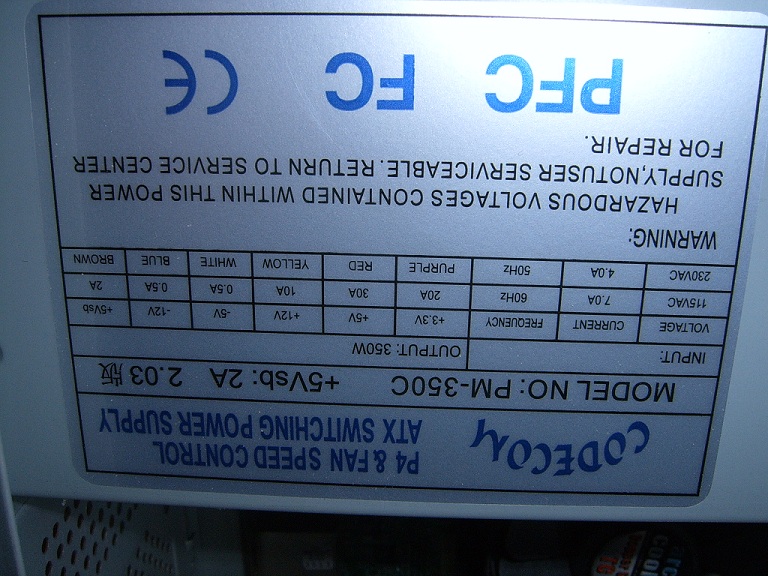 CODECOM
P4 & FAN SPEED CONTROL
ATX SWITCHING POWER SUPPLY
MODEL NO: PM-350C +5Vsb: 2A 2.03版
INPUT: OUTPUT: 350W
VOLTAGE CURRENT FREQUENCY +3.3V +5V +12V -5V -12V +5Vsb
115VAC 7.0A 60Hz 20A 30A 10A 0.5A 0.5A 2A
230VAC 4.0A 50Hz PURPLE RED YELLOW WHITE BLUE BROWN
WARNING:
HAZARDOUS VOLTAGES CONTAINED WITHIN THIS POWER
SUPPLY,NOTUSER SERVICEABLE. RETURN TO SERVICE CENTER
FOR REPAIR.
PFC FC CE